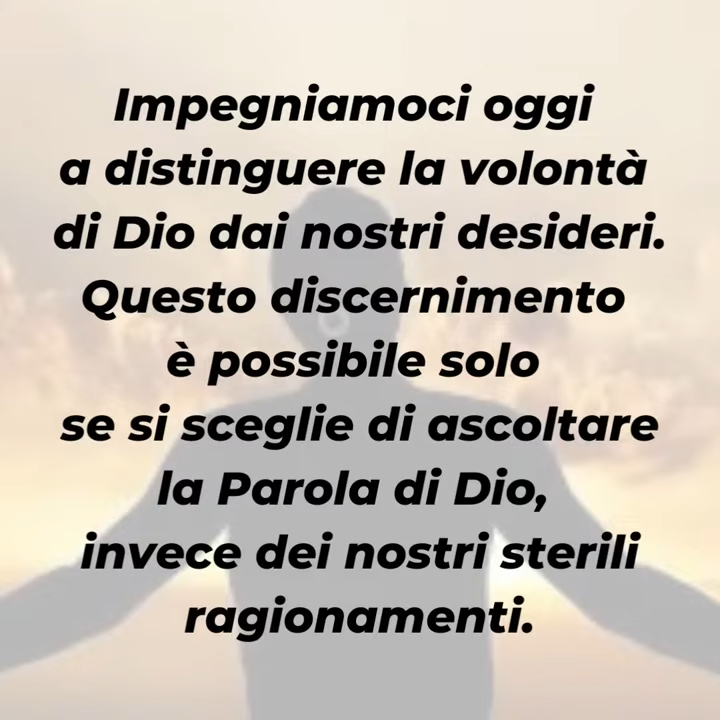 Impegniamoci oggi
a distinguere la volontà
di Dio dai nostri desideri.
Questo discernimento
è possibile solo
se si sceglie di ascoltare
la Parola di Dio,
invece dei nostri sterili
ragionamenti.